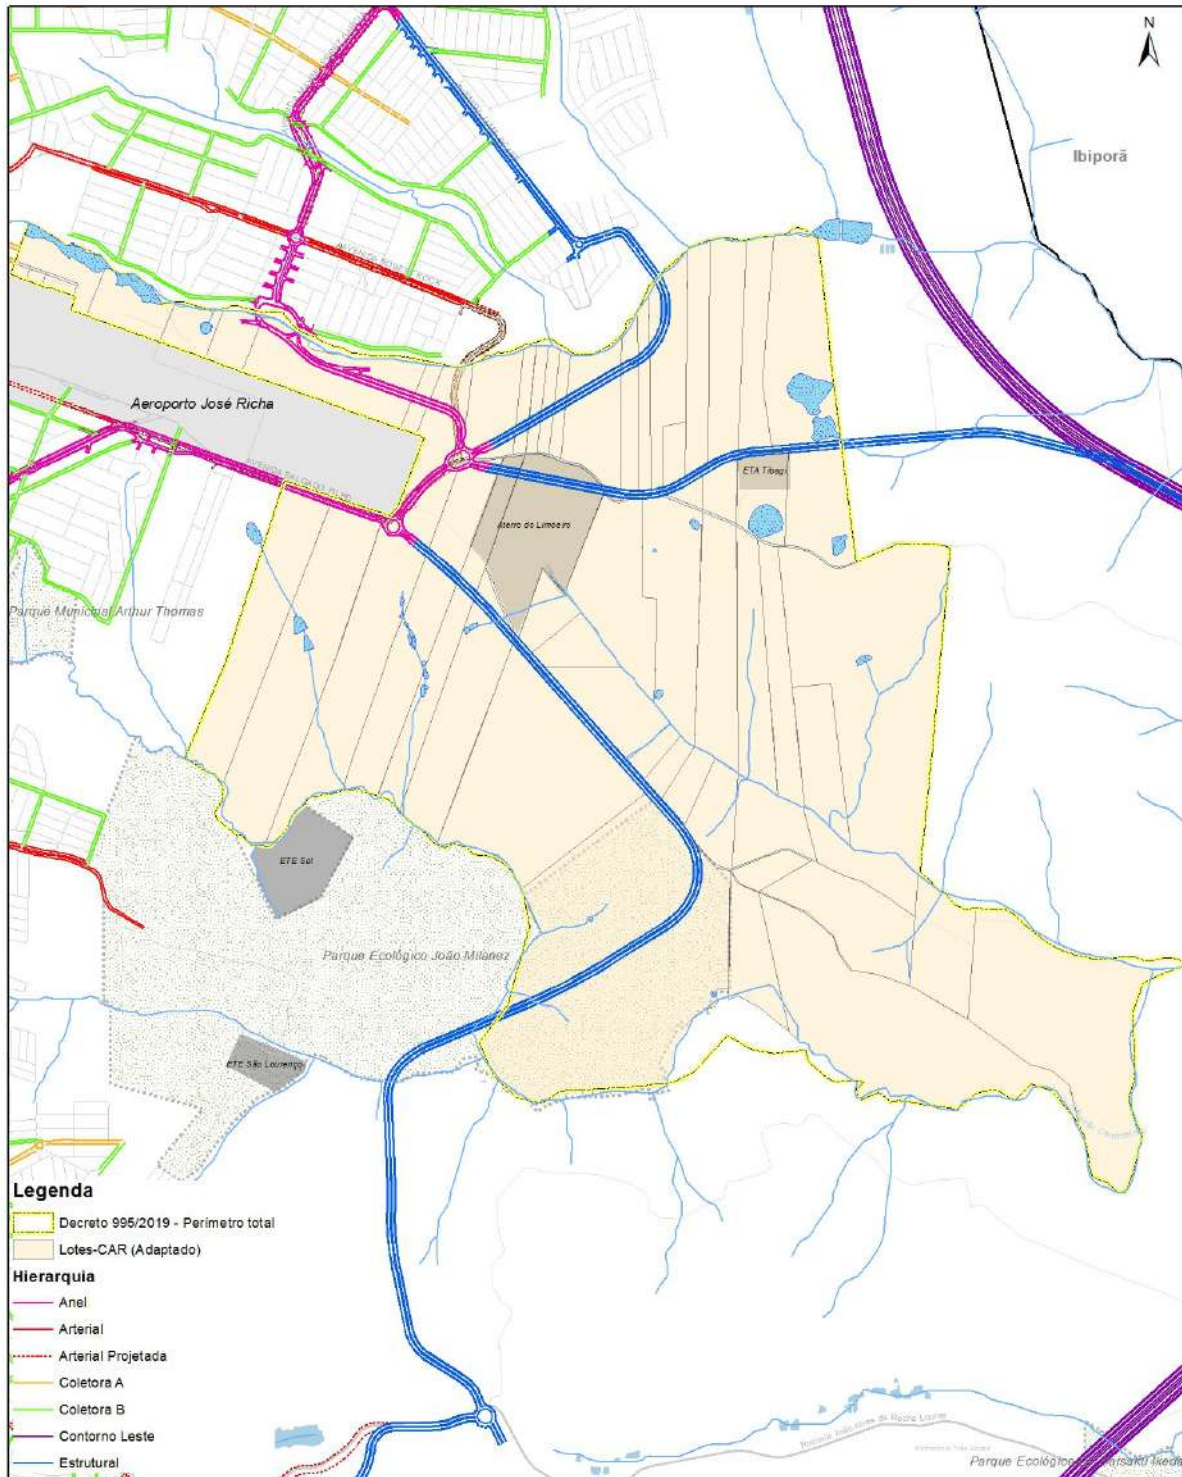 N
Ibiporã
Aeroporto José Richa
ETA Tibagi
Aterro do Limoeiro
Parque Municipal Arthur Thomas
ETE Sul
Parque Ecológico João Milanez
ETE São Lourenço
Legenda
Decreto 995/2019 - Perímetro total
Lotes-CAR (Adaptado)
Hierarquia
Anel
Arterial
Arterial Projetada
Coletora A
Coletora B
Contorno Leste
Estrutural
Parque Ecológico